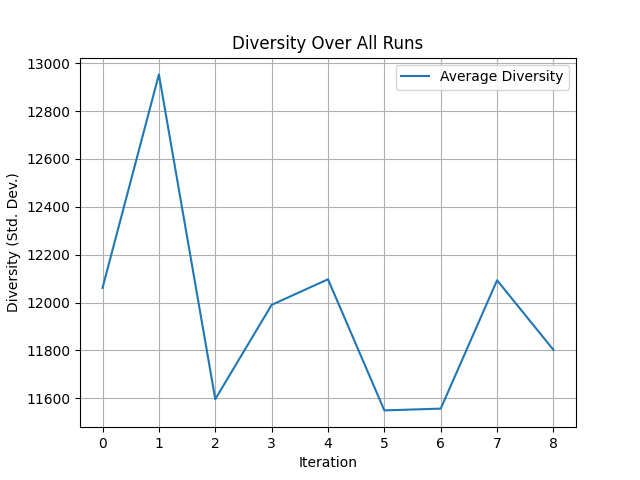 Diversity Over All Runs
Average Diversity
Diversity (Std. Dev.)
13000
12800
12600
12400
12200
12000
11800
11600
0 1 2 3 4 5 6 7 8
Iteration